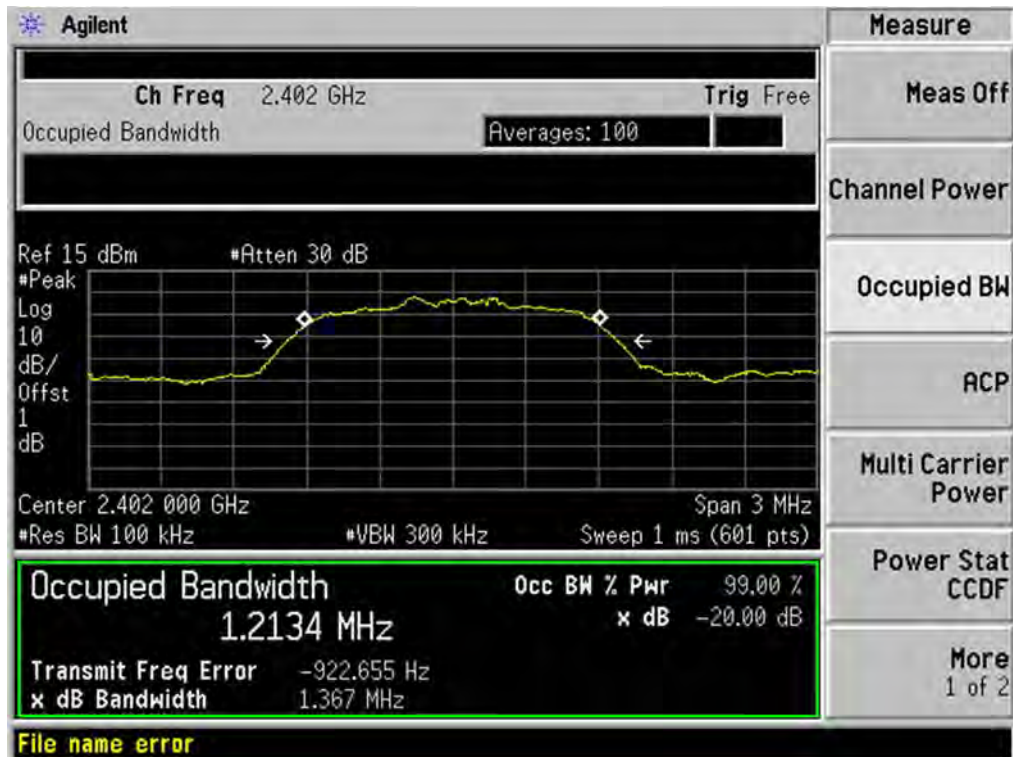 Agilent
Measure
Ch Freq 2.402 GHz Trig Free
Occupied Bandwidth Averages: 100
Ref 15 dBm #Atten 30 dB
#Peak
Log
10
dB/
Offst
1
dB
Center 2.402 000 GHz Span 3 MHz
#Res BW 100 kHz #VBW 300 kHz Sweep 1 ms (601 pts)
Occupied Bandwidth
1.2134 MHz
Occ BW % Pwr 99.00 %
x dB -20.00 dB
Transmit Freq Error -922.655 Hz
x dB Bandwidth 1.367 MHz
File name error
Meas Off
Channel Power
Occupied BW
ACP
Multi Carrier
Power
Power Stat
CCDF
More
1 of 2